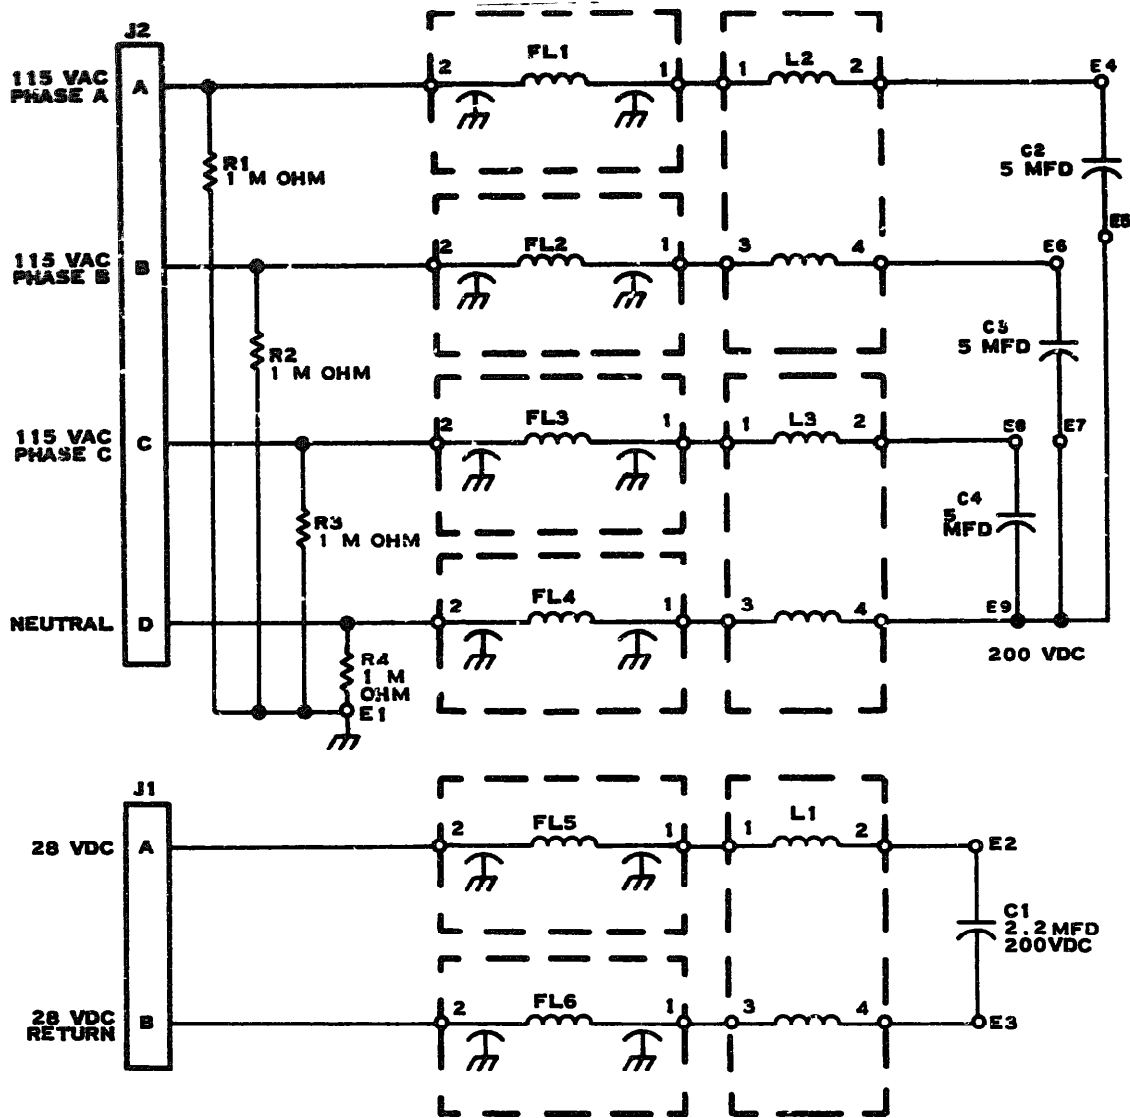 J2
115 VAC
PHASE A
A
R1
1 M OHM
2
FL1
1
1
L2
2
E4
C2
5 MFD
E5
115 VAC
PHASE B
B
R2
1 M OHM
2
FL2
1
3
4
E6
C3
5 MFD
E7
115 VAC
PHASE C
C
R3
1 M OHM
2
FL3
1
1
L3
2
E8
C4
5
MFD
NEUTRAL
D
R4
1 M
OHM
E1
2
FL4
1
3
4
E9
200 VDC
J1
28 VDC
A
2
FL5
1
1
L1
2
E2
C1
2.2 MFD
200VDC
28 VDC
RETURN
B
2
FL6
1
3
4
E3